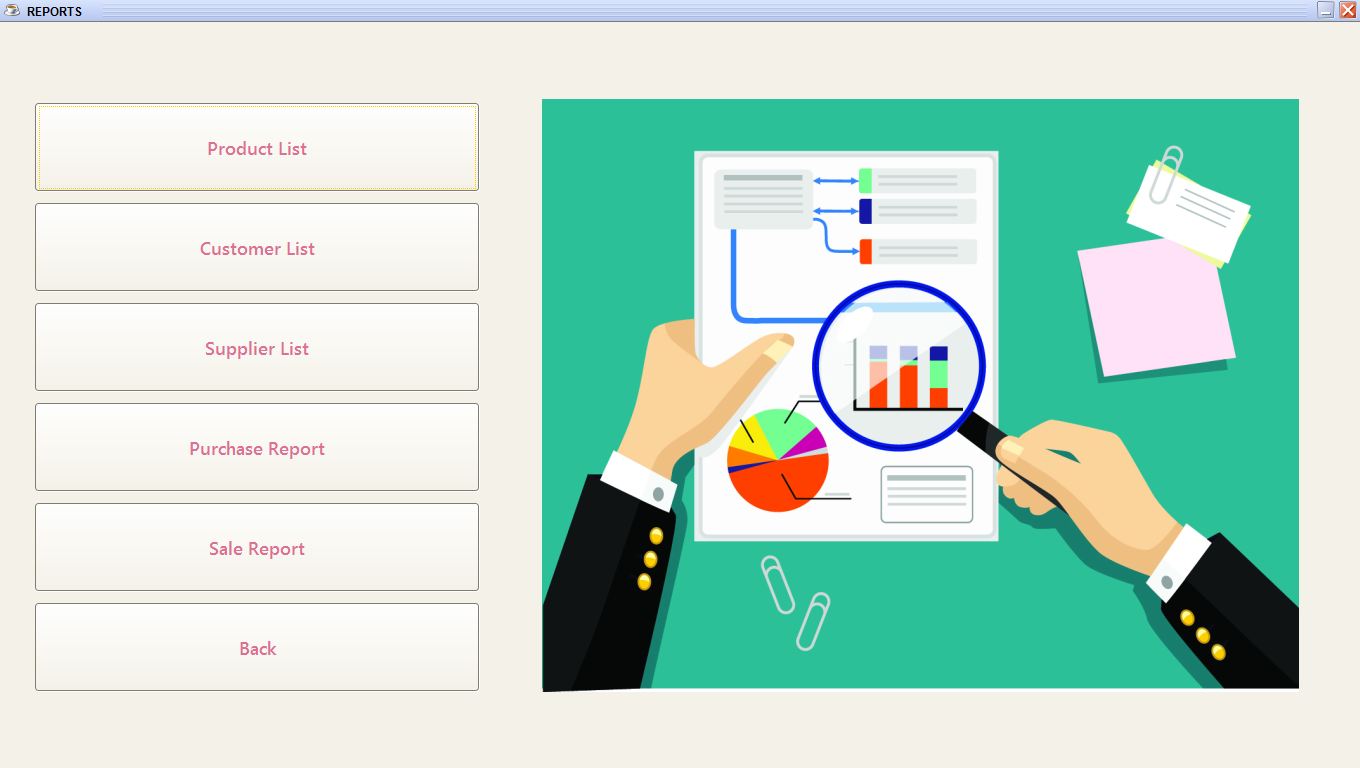 REPORTS
Product List
Customer List
Supplier List
Purchase Report
Sale Report
Back